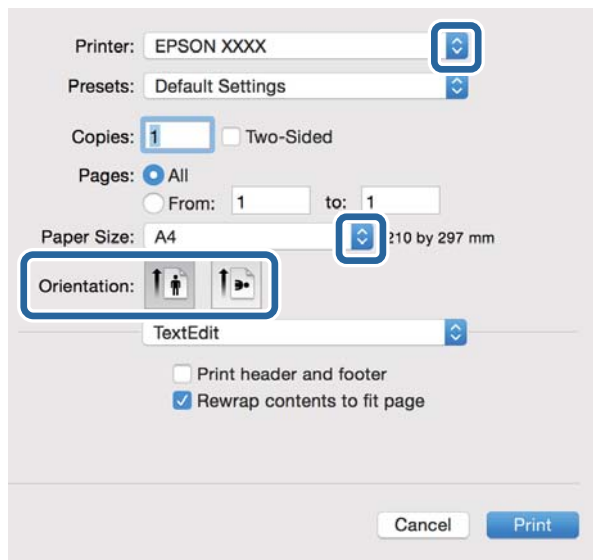 Printer: EPSON XXXX
Presets: Default Settings
Copies: 1 Two-Sided
Pages: All
From: 1 to: 1
Paper Size: A4 210 by 297 mm
Orientation:
TextEdit
Print header and footer
Rewrap contents to fit page
Cancel Print